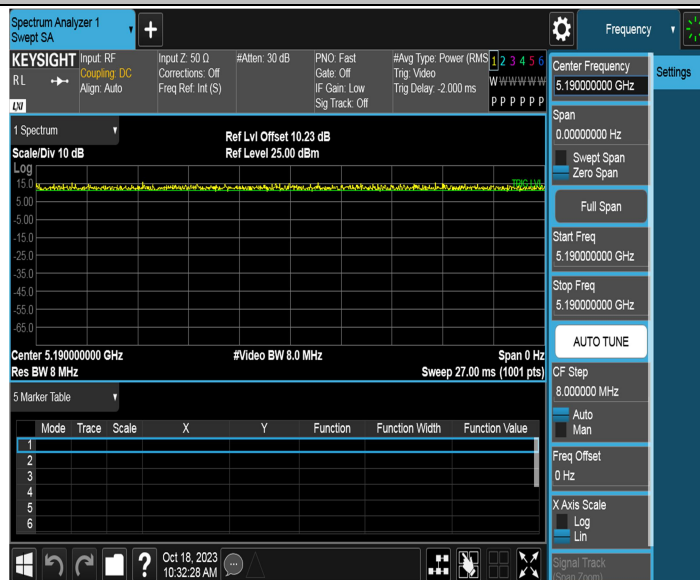 Spectrum Analyzer 1
Swept SA
+
Frequency
KEYSIGHT
RL
LXI
Input: RF
Coupling: DC
Align: Auto
Input Z: 50 Ω
Corrections: Off
Freq Ref: Int (S)
#Atten: 30 dB
PNO: Fast
Gate: Off
IF Gain: Low
Sig Track: Off
#Avg Type: Power (RMS
Trig: Video
Trig Delay: -2.000 ms
1 2 3 4 5 6
W W W W W W
P P P P P P
Center Frequency
5.190000000 GHz
Settings
Span
0.00000000 Hz
Swept Span
Zero Span
Full Span
Start Freq
5.190000000 GHz
Stop Freq
5.190000000 GHz
AUTO TUNE
CF Step
8.000000 MHz
Auto
Man
Freq Offset
0 Hz
X Axis Scale
Log
Lin
Signal Track
(Span Zoom)
1 Spectrum
Scale/Div 10 dB
Ref Lvl Offset 10.23 dB
Ref Level 25.00 dBm
Log
15.0
TRIG LVL
5.00
-5.00
-15.0
-25.0
-35.0
-45.0
-55.0
-65.0
Center 5.190000000 GHz
#Video BW 8.0 MHz
Span 0 Hz
Res BW 8 MHz
Sweep 27.00 ms (1001 pts)
5 Marker Table
Mode Trace Scale X Y Function Function Width Function Value
1
2
3
4
5
6
?
Oct 18, 2023
10:32:28 AM